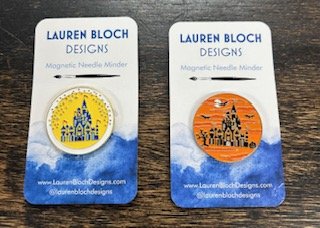 LAUREN BLOCH
DESIGNS
Magnetic Needle Minder
www.LaurenBlochDesigns.com
@laurenblochdesigns
LAUREN BLOCH
DESIGNS
Magnetic Needle Minder
www.LaurenBlochDesigns.com
@laurenblochdesigns